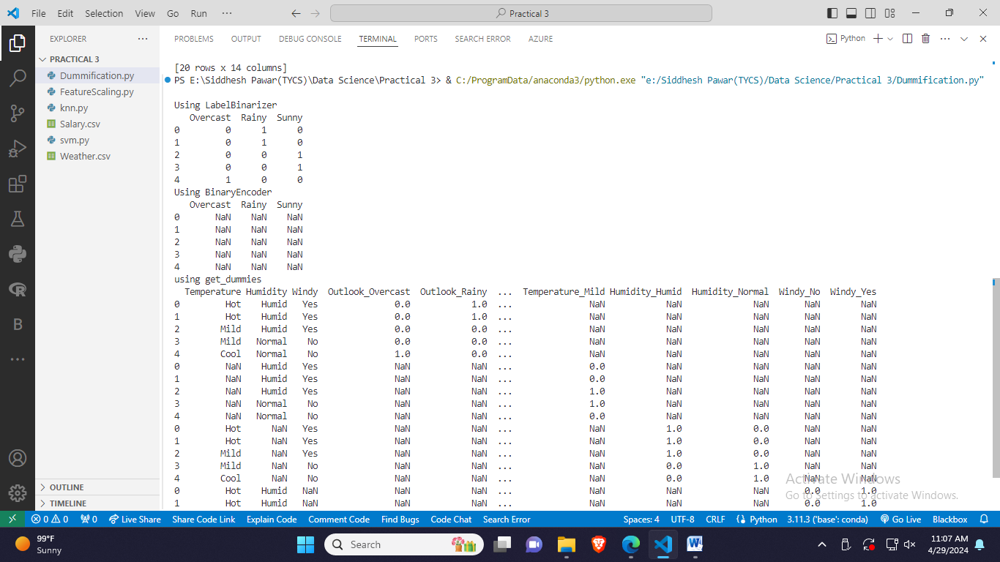 File Edit Selection View Go Run ··· Practical 3
EXPLORER ···
PRACTICAL 3
Dummification.py
FeatureScaling.py
knn.py
Salary.csv
svm.py
Weather.csv
OUTLINE
TIMELINE
PROBLEMS OUTPUT DEBUG CONSOLE TERMINAL PORTS SEARCH ERROR AZURE Python ···
[20 rows x 14 columns]
PS E:\Siddhesh Pawar(TYCS)\Data Science\Practical 3> & C:/ProgramData/anaconda3/python.exe "e:/Siddhesh Pawar(TYCS)/Data Science/Practical 3/Dummification.py"
Using LabelBinarizer
Overcast Rainy Sunny
0 0 1 0
1 0 1 0
2 0 0 1
3 0 0 1
4 1 0 0
Using BinaryEncoder
Overcast Rainy Sunny
0 NaN NaN NaN
1 NaN NaN NaN
2 NaN NaN NaN
3 NaN NaN NaN
4 NaN NaN NaN
using get_dummies
Temperature Humidity Windy Outlook_Overcast Outlook_Rainy ... Temperature_Mild Humidity_Humid Humidity_Normal Windy_No Windy_Yes
0 Hot Humid Yes 0.0 1.0 ... NaN NaN NaN NaN NaN
1 Hot Humid Yes 0.0 1.0 ... NaN NaN NaN NaN NaN
2 Mild Humid Yes 0.0 0.0 ... NaN NaN NaN NaN NaN
3 Mild Normal No 0.0 0.0 ... NaN NaN NaN NaN NaN
4 Cool Normal No 1.0 0.0 ... NaN NaN NaN NaN NaN
0 NaN Humid Yes NaN NaN ... 0.0 NaN NaN NaN NaN
1 NaN Humid Yes NaN NaN ... 0.0 NaN NaN NaN NaN
2 NaN Humid Yes NaN NaN ... 1.0 NaN NaN NaN NaN
3 NaN Normal No NaN NaN ... 1.0 NaN NaN NaN NaN
4 NaN Normal No NaN NaN ... 0.0 NaN NaN NaN NaN
0 Hot NaN Yes NaN NaN ... NaN 1.0 0.0 NaN NaN
1 Hot NaN Yes NaN NaN ... NaN 1.0 0.0 NaN NaN
2 Mild NaN Yes NaN NaN ... NaN 1.0 0.0 NaN NaN
3 Mild NaN No NaN NaN ... NaN 0.0 1.0 NaN NaN
4 Cool NaN No NaN NaN ... NaN 0.0 1.0 NaN NaN
0 Hot Humid NaN NaN NaN ... NaN NaN NaN 0.0 1.0
1 Hot Humid NaN NaN NaN ... NaN NaN NaN 0.0 1.0
Activate Windows
Go to Settings to activate Windows.
0 0 0 Live Share Share Code Link Explain Code Comment Code Find Bugs Code Chat Search Error Spaces: 4 UTF-8 CRLF Python 3.11.3 ('base': conda) Go Live Blackbox
99°F
Sunny
Search
11:07 AM
4/29/2024